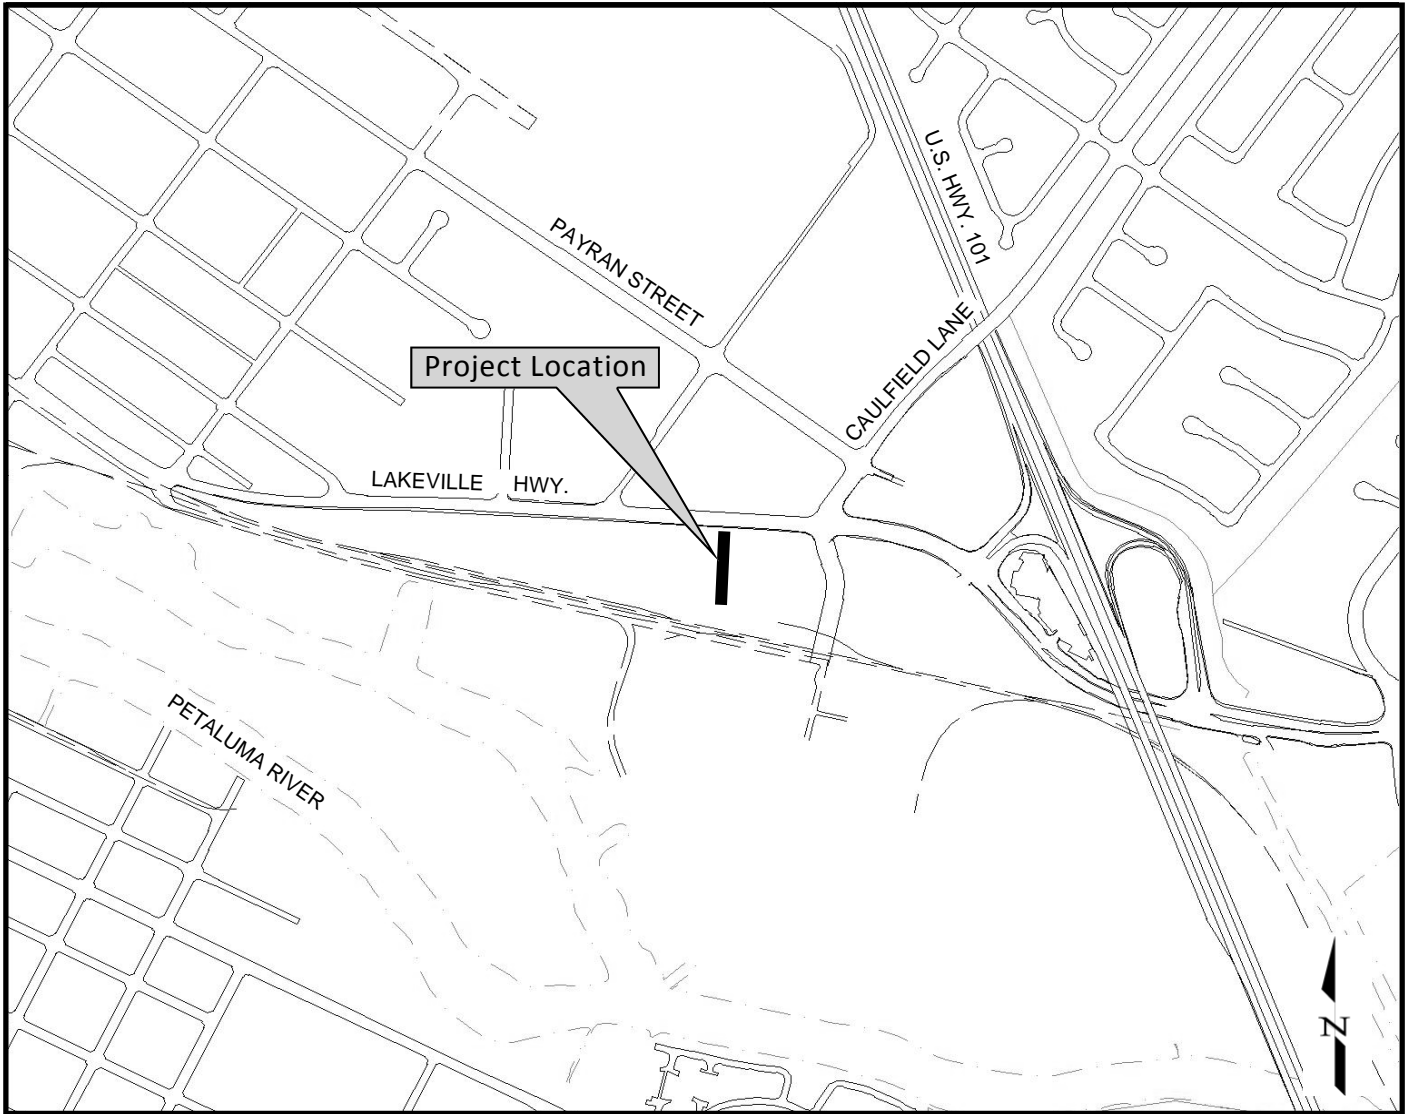 U.S. HWY. 101
PAYRAN STREET
CAULFIELD LANE
Project Location
LAKEVILLE HWY.
PETALUMA RIVER
N